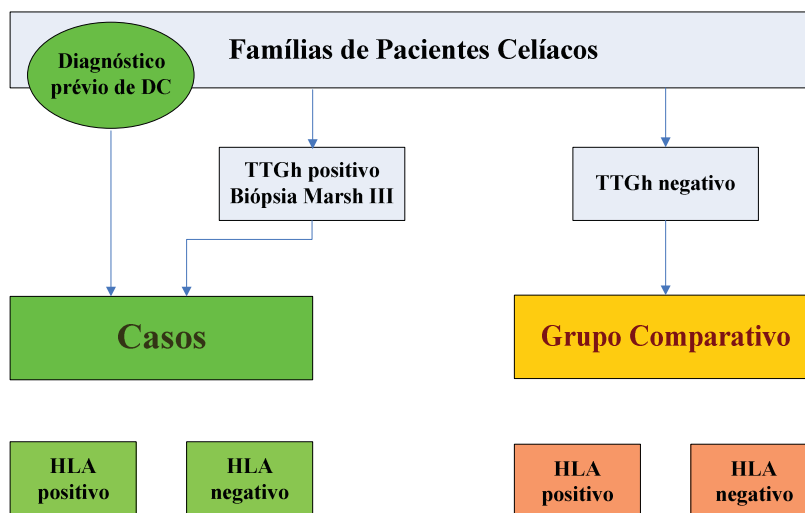 Famílias de Pacientes Celíacos
Diagnóstico
prévio de DC
TTGh positivo
Biópsia Marsh III
TTGh negativo
Casos
Grupo Comparativo
HLA
positivo
HLA
negativo
HLA
positivo
HLA
negativo